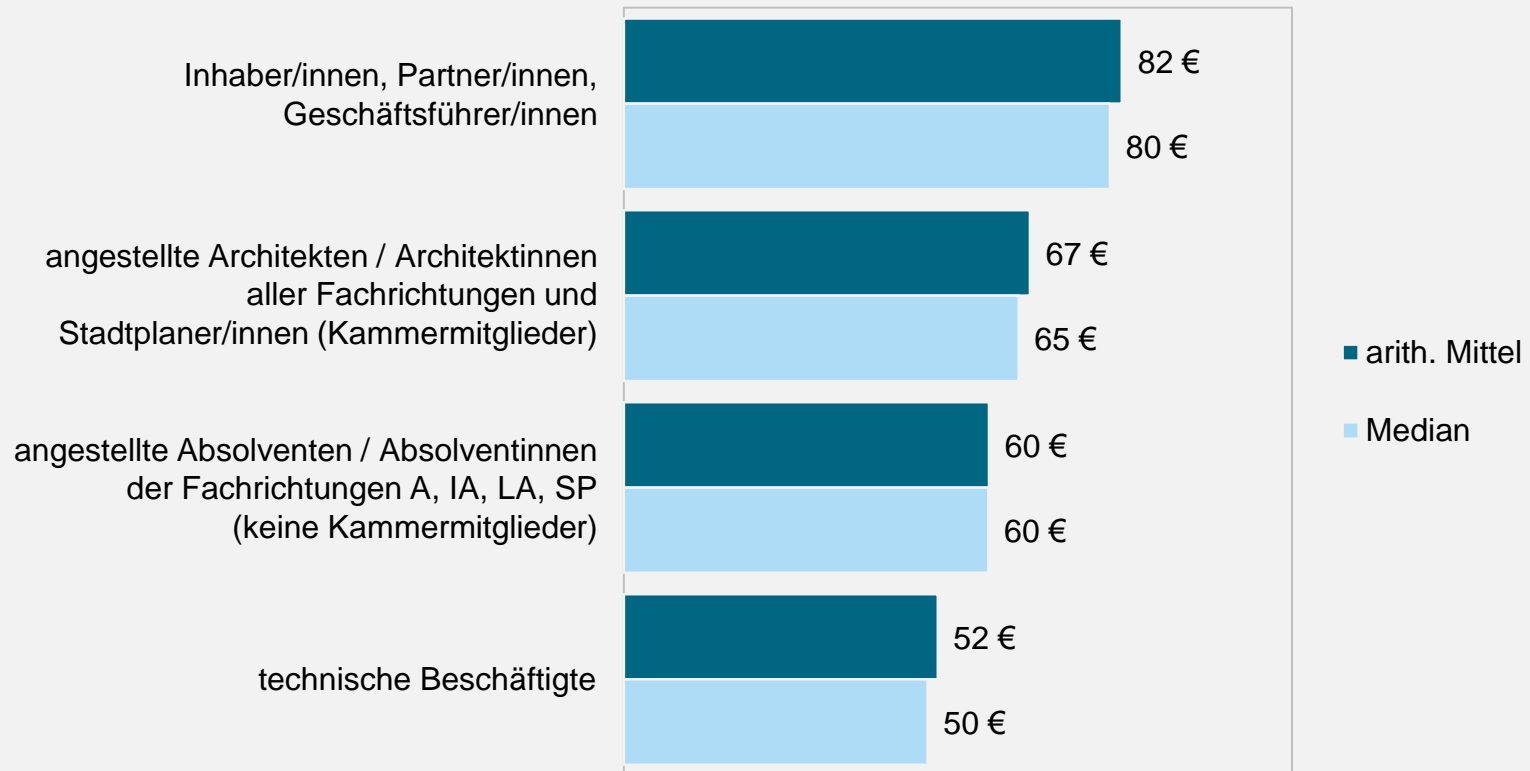 Inhaber/innen, Partner/innen,
Geschäftsführer/innen
82 €
80 €
angestellte Architekten / Architektinnen
aller Fachrichtungen und
Stadtplaner/innen (Kammermitglieder)
67 €
65 €
angestellte Absolventen / Absolventinnen
der Fachrichtungen A, IA, LA, SP
(keine Kammermitglieder)
60 €
60 €
technische Beschäftigte
52 €
50 €
arith. Mittel
Median